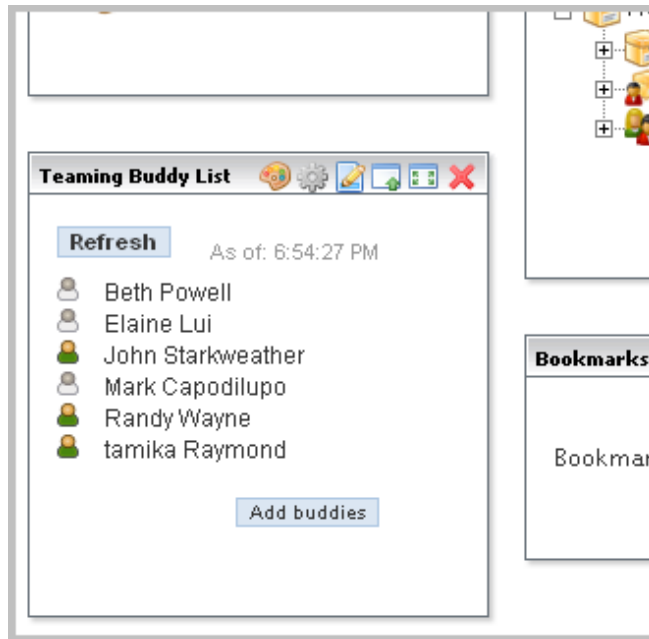 Teaming Buddy List
Refresh As of: 6:54:27 PM
Beth Powell
Elaine Lui
John Starkweather
Mark Capodilupo
Randy Wayne
tamika Raymond
Add buddies
Bookmarks
Bookmar